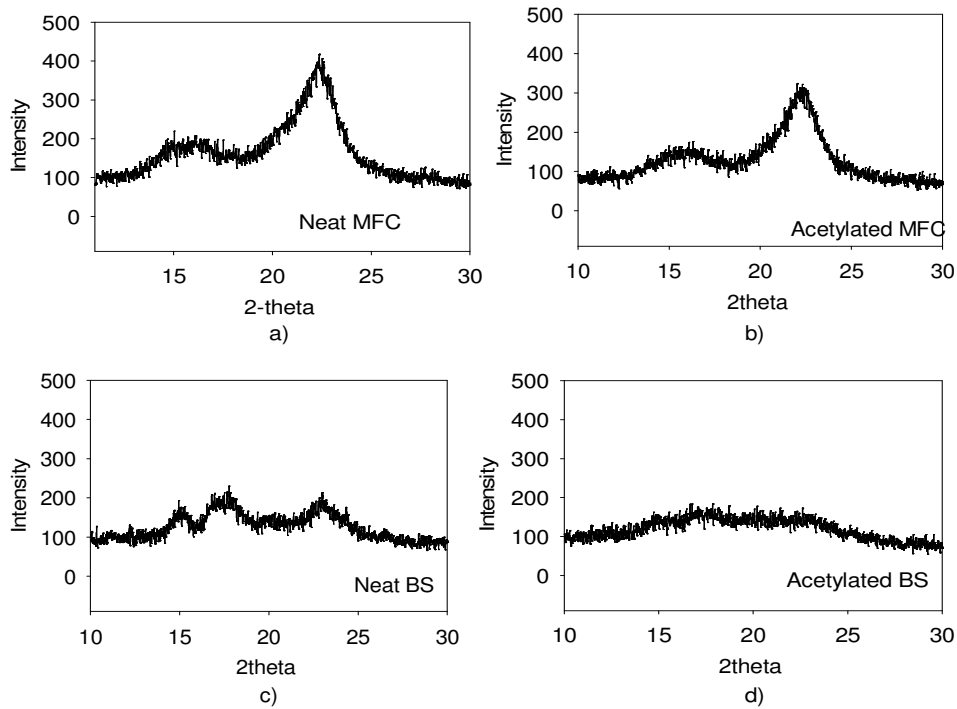 500
400
300
200
100
0
Intensity
Neat MFC
15 20 25 30
2-theta
a)
500
400
300
200
100
0
Intensity
Acetylated MFC
10 15 20 25 30
2theta
b)
500
400
300
200
100
0
Intensity
Neat BS
10 15 20 25 30
2theta
c)
500
400
300
200
100
0
Intensity
Acetylated BS
10 15 20 25 30
2theta
d)